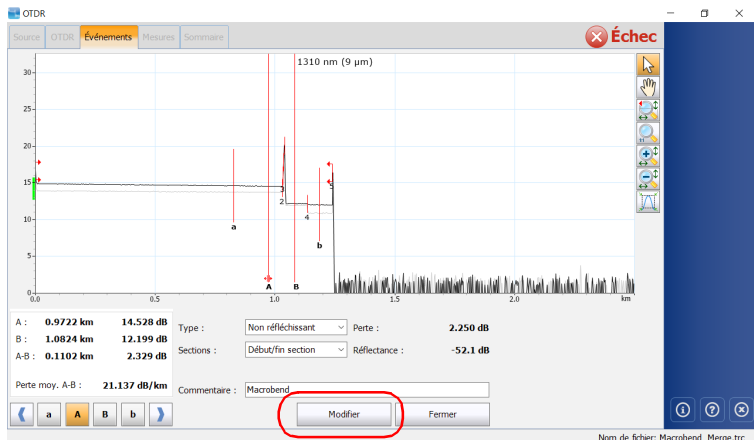 OTDR
Source OTDR Événements Mesures Sommaire
Échec
1310 nm (9 µm)
30
25
20
15
10
5
0
0.0 0.5 1.0 1.5 2.0 km
a A B b
2 3 4 5
A : 0.9722 km 14.528 dB
B : 1.0824 km 12.199 dB
A-B : 0.1102 km 2.329 dB
Perte moy. A-B : 21.137 dB/km
Type : Non réfléchissant Perte : 2.250 dB
Sections : Début/fin section Réflectance : -52.1 dB
Commentaire : Macrobend
a A B b
Modifier Fermer
Nom de fichier: Macrobend_Merge.trc